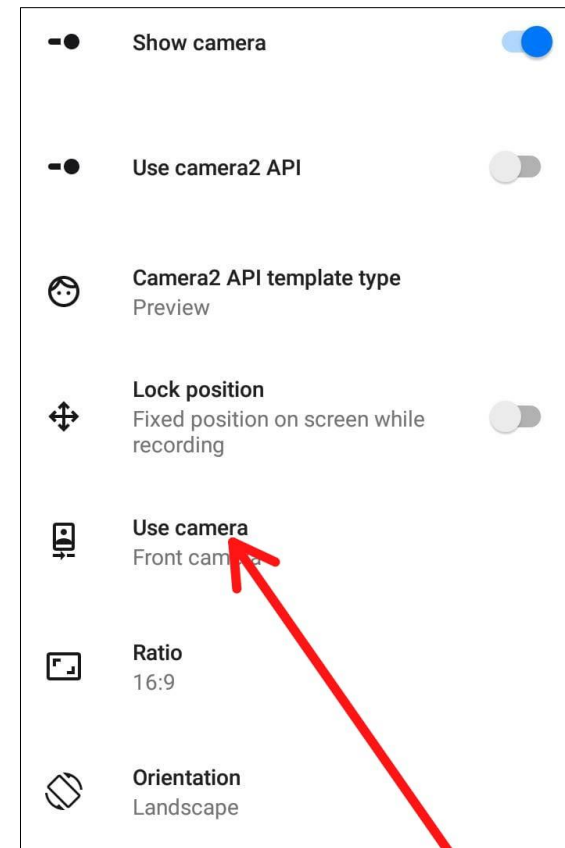 Show camera
Use camera2 API
Camera2 API template type
Preview
Lock position
Fixed position on screen while
recording
Use camera
Front camera
Ratio
16:9
Orientation
Landscape